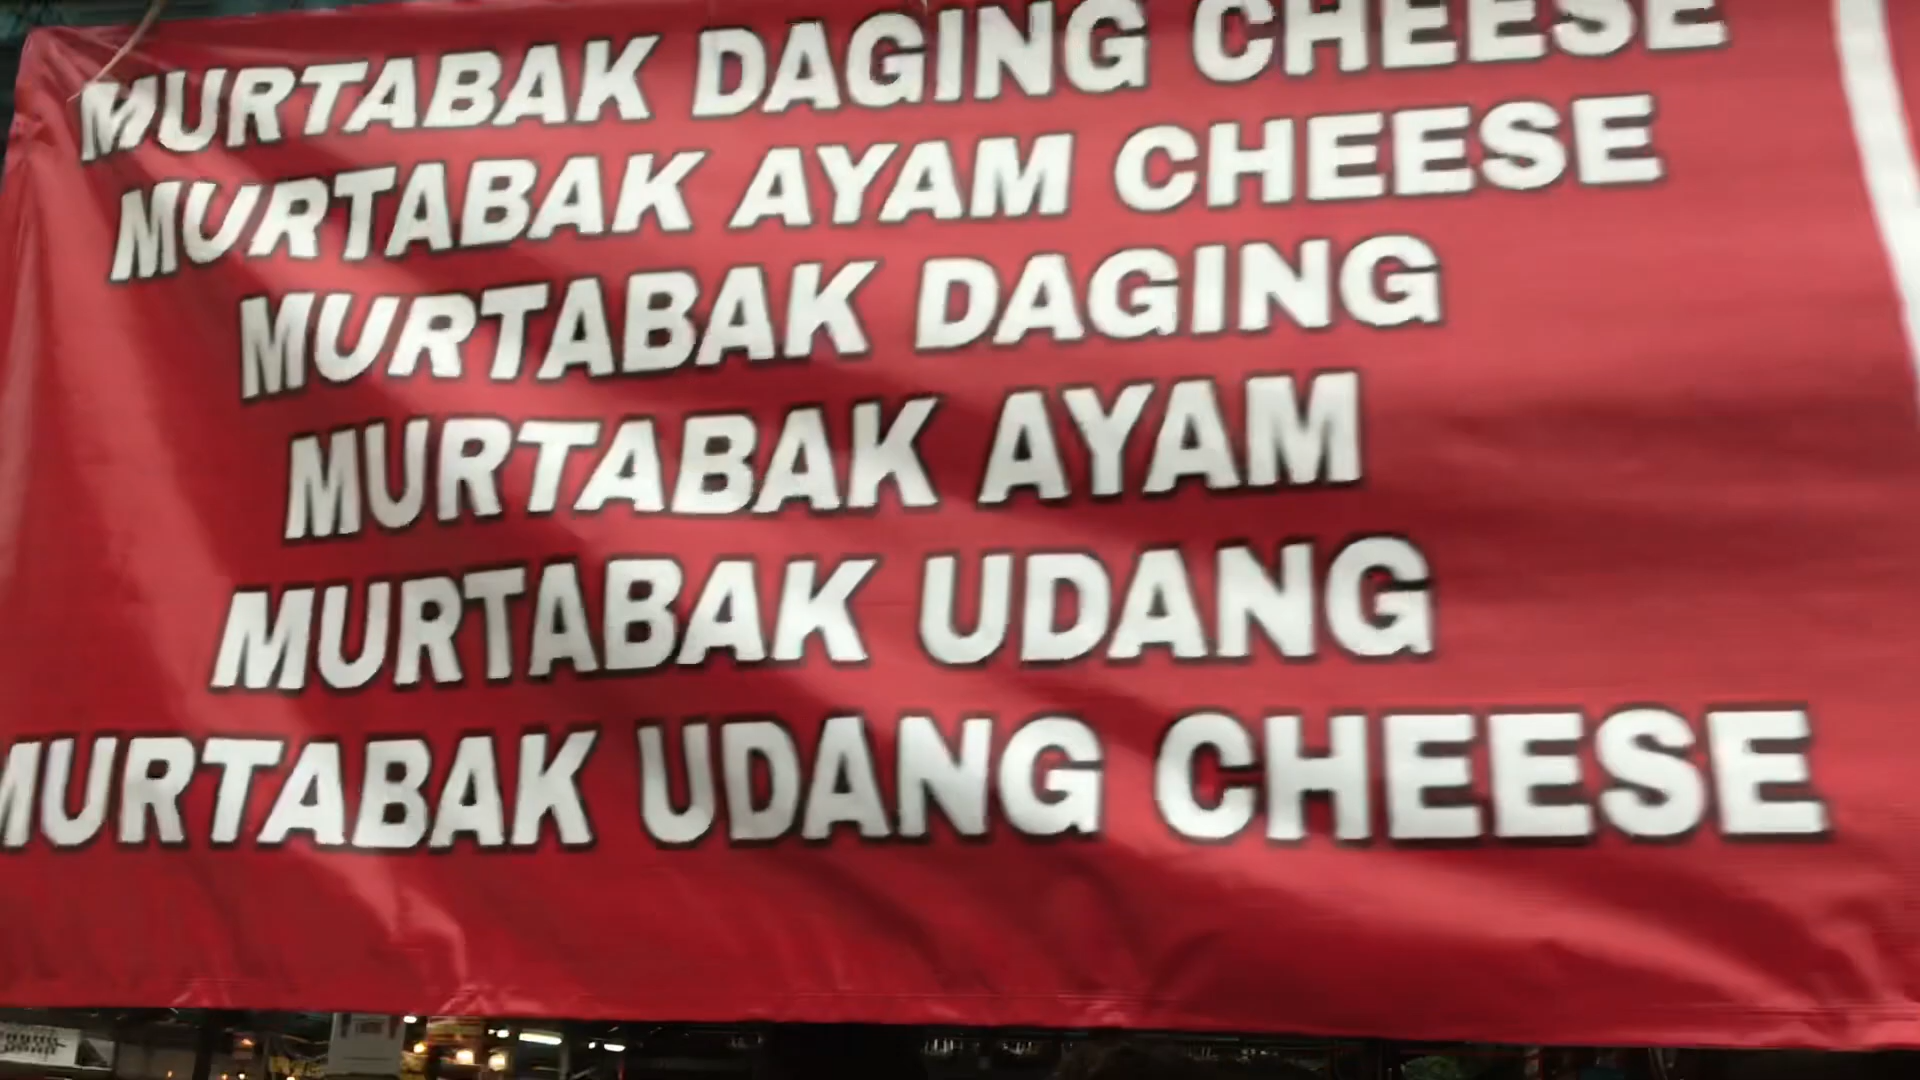 MURTABAK DAGING CHEESE
MURTABAK AYAM CHEESE
MURTABAK DAGING
MURTABAK AYAM
MURTABAK UDANG
MURTABAK UDANG CHEESE